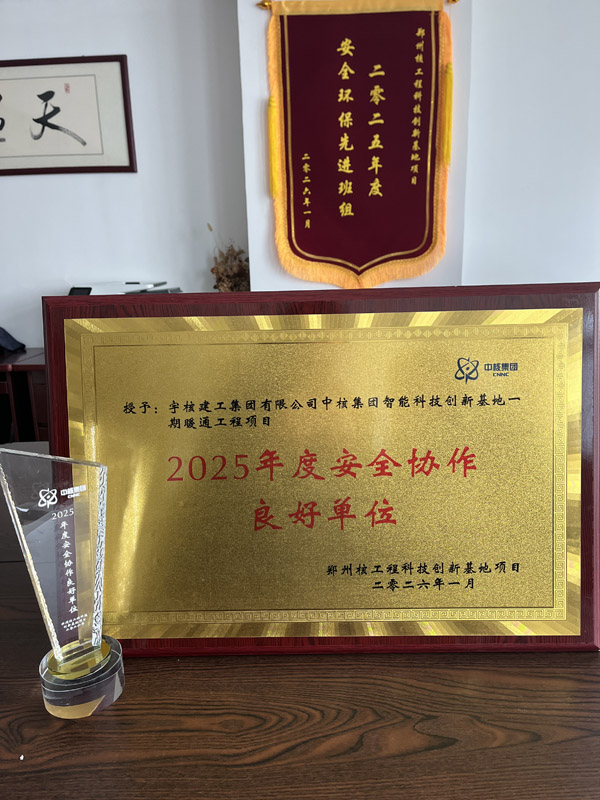 郑州核工程科技创新基地项目
二零二五年度
安全环保先进班组
二零二六年一月
天
中核集团
CNNC
授予：宇核建工集团有限公司中核集团智能科技创新基地一
期暖通工程项目
2025年度安全协作
良好单位
郑州核工程科技创新基地项目
二零二六年一月
中核集团
CNNC
2025
年度安全协作良好单位